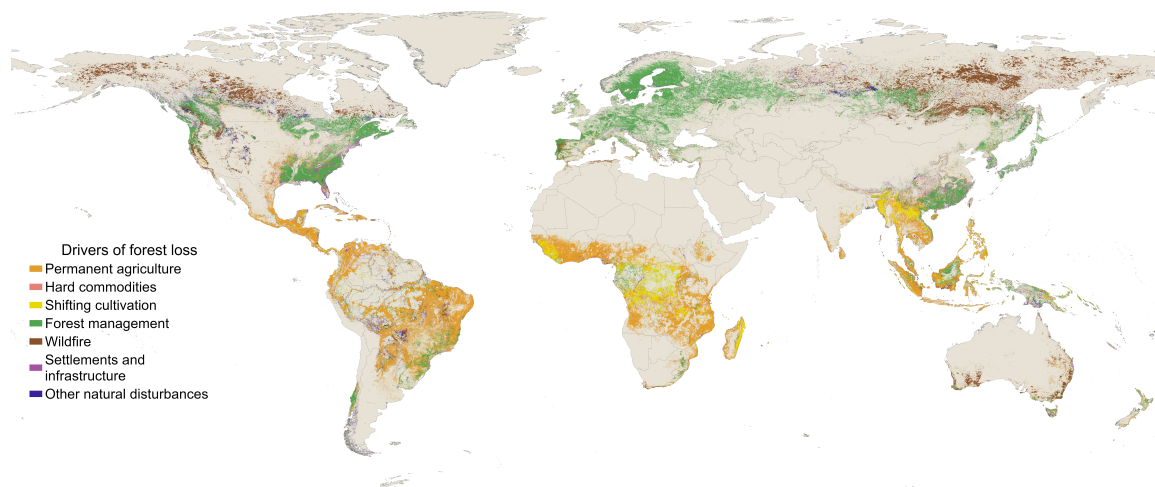 Drivers of forest loss
Permanent agriculture
Hard commodities
Shifting cultivation
Forest management
Wildfire
Settlements and
infrastructure
Other natural disturbances